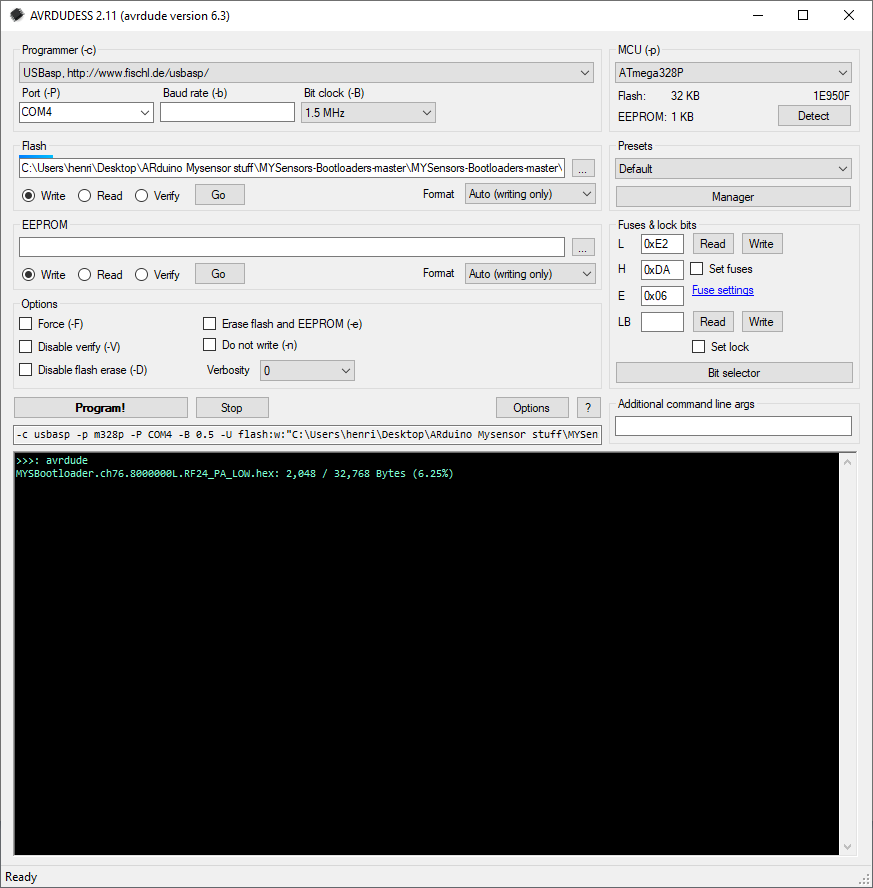 AVRDUDESS 2.11 (avrdude version 6.3)
Programmer (-c)
USBasp, http://www.fischl.de/usbasp/
Port (-P)
Baud rate (-b)
Bit clock (-B)
COM4
1.5 MHz
MCU (-p)
ATmega328P
Flash:
32 KB
1E950F
EEPROM:
1 KB
Detect
Flash
C:\Users\henri\Desktop\ARduino Mysensor stuff\MYSensors-Bootloaders-master\MYSensors-Bootloaders-master\
...
Write
Read
Verify
Go
Format
Auto (writing only)
Presets
Default
Manager
EEPROM
...
Write
Read
Verify
Go
Format
Auto (writing only)
Fuses & lock bits
L
0xE2
Read
Write
H
0xDA
Set fuses
E
0x06
Fuse settings
LB
Read
Write
Set lock
Bit selector
Options
Force (-F)
Erase flash and EEPROM (-e)
Disable verify (-V)
Do not write (-n)
Disable flash erase (-D)
Verbosity
0
Program!
Stop
Options
?
Additional command line args
-c usbasp -p m328p -P COM4 -B 0.5 -U flash:w:"C:\Users\henri\Desktop\ARduino Mysensor stuff\MYSen
>>>: avrdude
MYSBootloader.ch76.8000000L.RF24_PA_LOW.hex: 2,048 / 32,768 Bytes (6.25%)
Ready